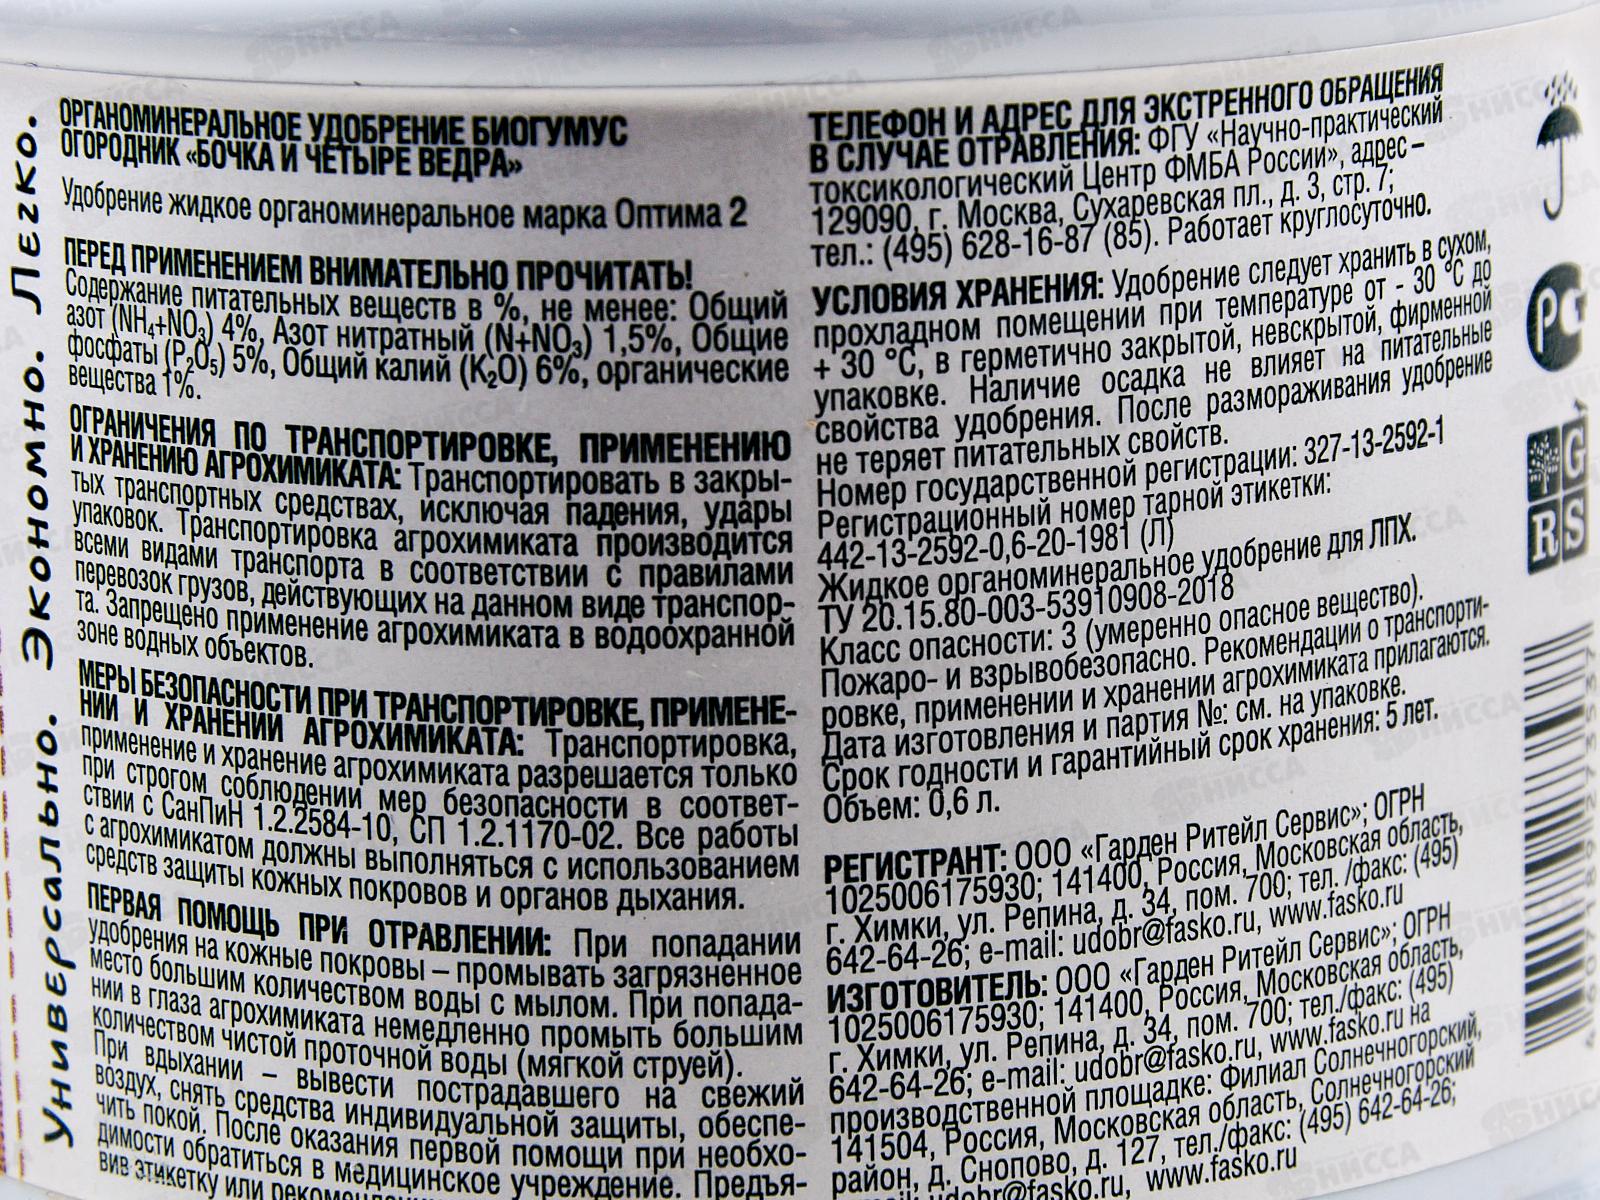 Универсально. Экономно. Легко.
ОРГАНОМИНЕРАЛЬНОЕ УДОБРЕНИЕ БИОГУМУС
ОГОРОДНИК «БОЧКА И ЧЕТЫРЕ ВЕДРА»
Удобрение жидкое органоминеральное марка Оптима 2
ПЕРЕД ПРИМЕНЕНИЕМ ВНИМАТЕЛЬНО ПРОЧИТАТЬ!
Содержание питательных веществ в %, не менее: Общий
азот (NH₄+NO₃) 4%, Азот нитратный (N+NO₃) 1,5%, Общие
фосфаты (P₂O₅) 5%, Общий калий (K₂O) 6%, органические
вещества 1%.
ОГРАНИЧЕНИЯ ПО ТРАНСПОРТИРОВКЕ, ПРИМЕНЕНИЮ
И ХРАНЕНИЮ АГРОХИМИКАТА: Транспортировать в закры-
тых транспортных средствах, исключая падения, удары
упаковок. Транспортировка агрохимиката производится
всеми видами транспорта в соответствии с правилами
перевозок грузов, действующих на данном виде транспор-
та. Запрещено применение агрохимиката в водоохранной
зоне водных объектов.
МЕРЫ БЕЗОПАСНОСТИ ПРИ ТРАНСПОРТИРОВКЕ, ПРИМЕНЕ-
НИИ И ХРАНЕНИИ АГРОХИМИКАТА: Транспортировка,
применение и хранение агрохимиката разрешается только
при строгом соблюдении мер безопасности в соответ-
ствии с СанПиН 1.2.2584-10, СП 1.2.1170-02. Все работы
с агрохимикатом должны выполняться с использованием
средств защиты кожных покровов и органов дыхания.
ПЕРВАЯ ПОМОЩЬ ПРИ ОТРАВЛЕНИИ: При попадании
удобрения на кожные покровы – промывать загрязненное
место большим количеством воды с мылом. При попада-
нии в глаза агрохимиката немедленно промыть большим
количеством чистой проточной воды (мягкой струей).
При вдыхании – вывести пострадавшего на свежий
воздух, снять средства индивидуальной защиты, обеспе-
чить покой. После оказания первой помощи при необхо-
димости обратиться в медицинское учреждение. Предъя-
вив этикетку или
ТЕЛЕФОН И АДРЕС ДЛЯ ЭКСТРЕННОГО ОБРАЩЕНИЯ
В СЛУЧАЕ ОТРАВЛЕНИЯ: ФГУ «Научно-практический
токсикологический Центр ФМБА России», адрес –
129090, г. Москва, Сухаревская пл., д. 3, стр. 7;
тел.: (495) 628-16-87 (85). Работает круглосуточно.
УСЛОВИЯ ХРАНЕНИЯ: Удобрение следует хранить в сухом,
прохладном помещении при температуре от - 30 °С до
+ 30 °С, в герметично закрытой, невскрытой, фирменной
упаковке. Наличие осадка не влияет на питательные
свойства удобрения. После размораживания удобрение
не теряет питательных свойств.
Номер государственной регистрации: 327-13-2592-1
Регистрационный номер тарной этикетки:
442-13-2592-0,6-20-1981 (Л)
Жидкое органоминеральное удобрение для ЛПХ.
ТУ 20.15.80-003-53910908-2018
Класс опасности: 3 (умеренно опасное вещество).
Пожаро- и взрывобезопасно. Рекомендации о транспорти-
ровке, применении и хранении агрохимиката прилагаются.
Дата изготовления и партия №: см. на упаковке.
Срок годности и гарантийный срок хранения: 5 лет.
Объем: 0,6 л.
РЕГИСТРАНТ: ООО «Гарден Ритейл Сервис»; ОГРН
1025006175930; 141400, Россия, Московская область,
г. Химки, ул. Репина, д. 34, пом. 700; тел. /факс: (495)
642-64-26; e-mail: udobr@fasko.ru, www.fasko.ru
ИЗГОТОВИТЕЛЬ: ООО «Гарден Ритейл Сервис»; ОГРН
1025006175930; 141400, Россия, Московская область,
г. Химки, ул. Репина, д. 34, пом. 700; тел./факс: (495)
642-64-26; e-mail: udobr@fasko.ru, www.fasko.ru на
производственной площадке: Филиал Солнечногорский,
141504, Россия, Московская область, Солнечногорский
район, д. Снопово, д. 127, тел./факс: (495) 642-64-26;
udobr@fasko.ru, www.fasko.ru
РСТ
G
RS